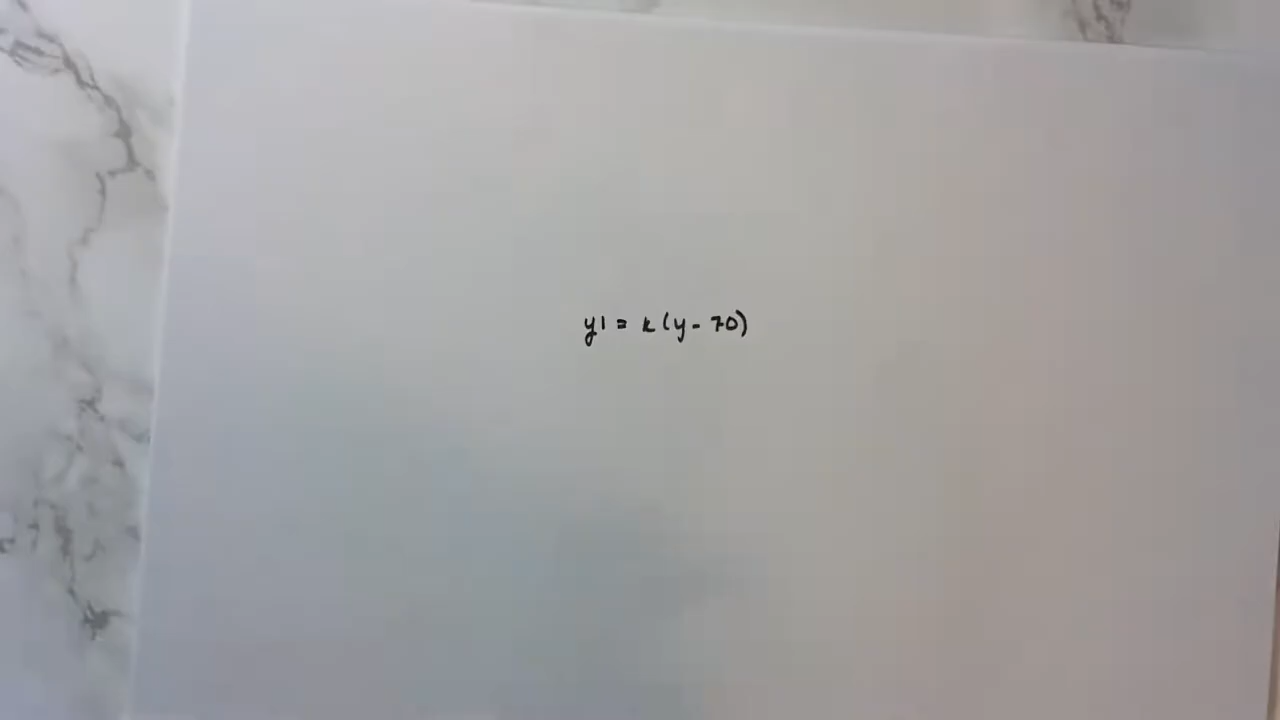 y' = k(y - 70)